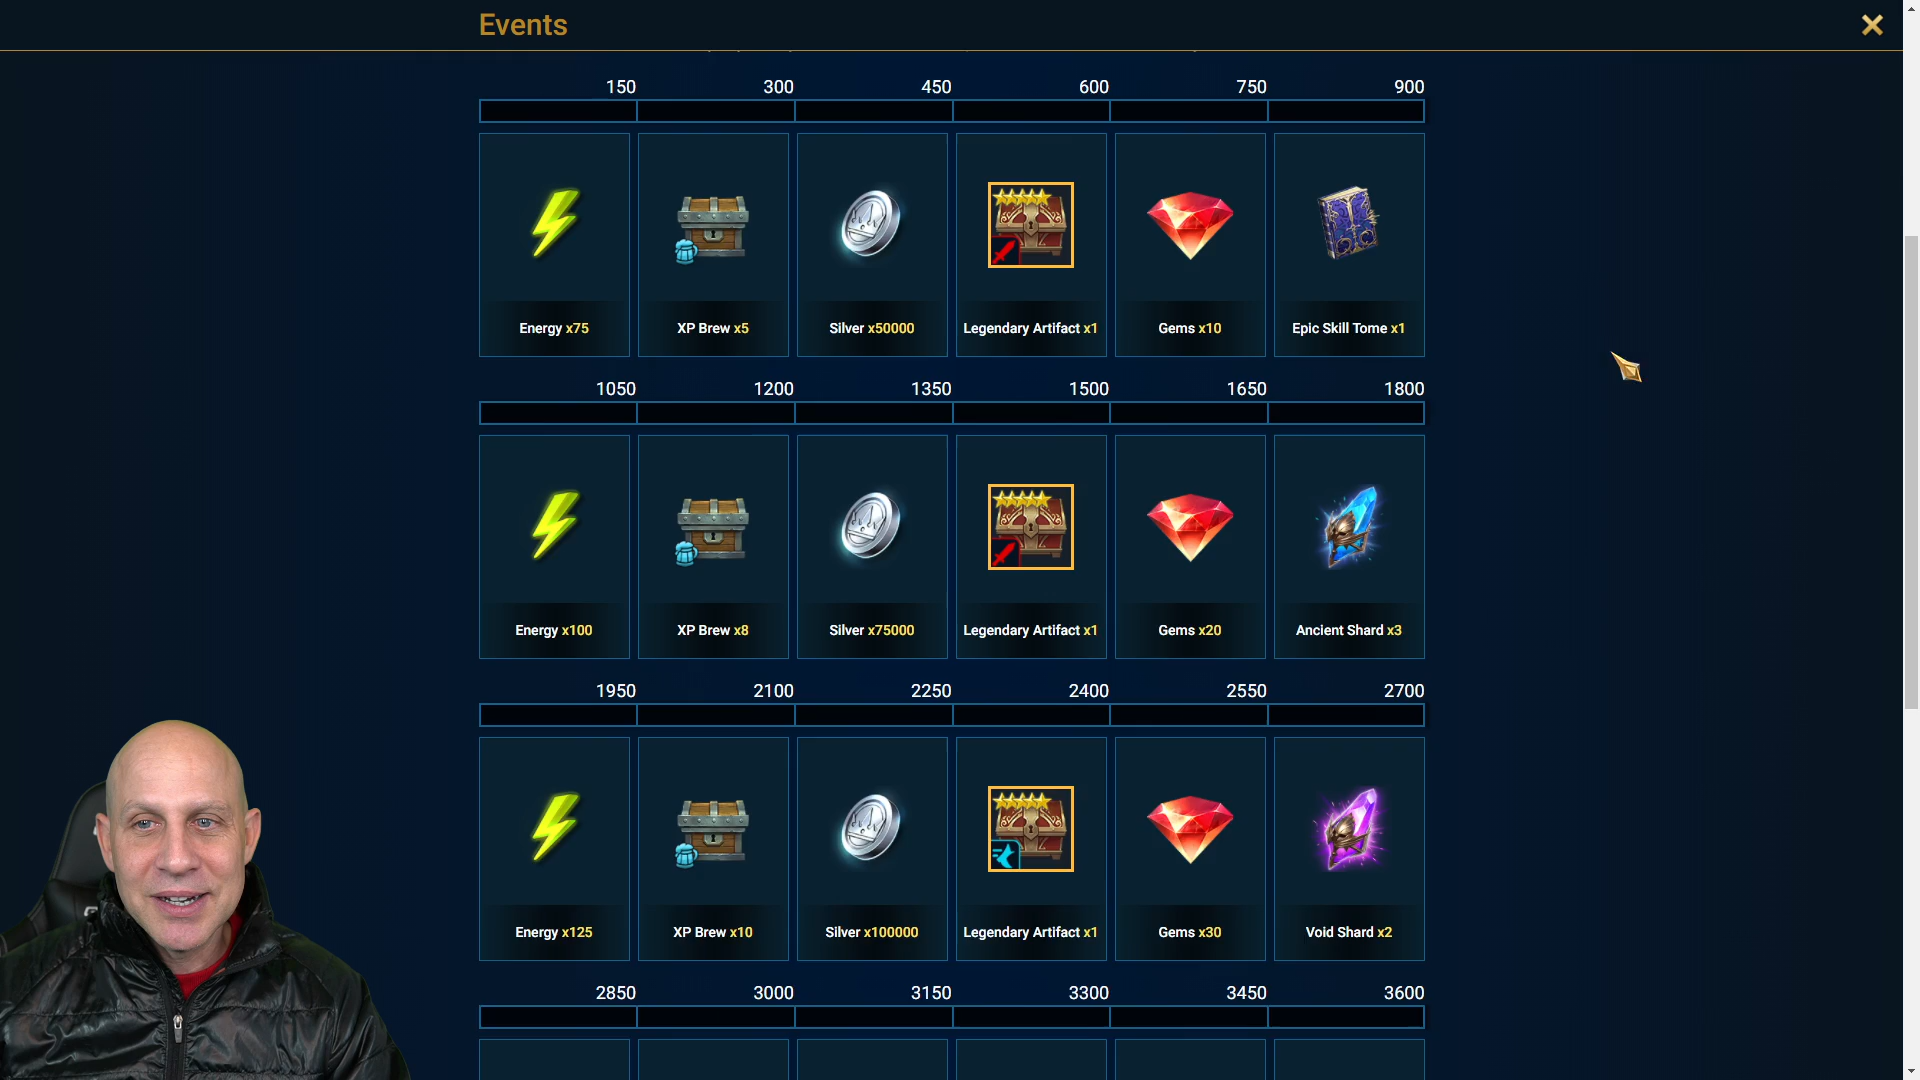 Events
150 300 450 600 750 900
Energy x75 XP Brew x5 Silver x50000 Legendary Artifact x1 Gems x10 Epic Skill Tome x1
1050 1200 1350 1500 1650 1800
Energy x100 XP Brew x8 Silver x75000 Legendary Artifact x1 Gems x20 Ancient Shard x3
1950 2100 2250 2400 2550 2700
Energy x125 XP Brew x10 Silver x100000 Legendary Artifact x1 Gems x30 Void Shard x2
2850 3000 3150 3300 3450 3600